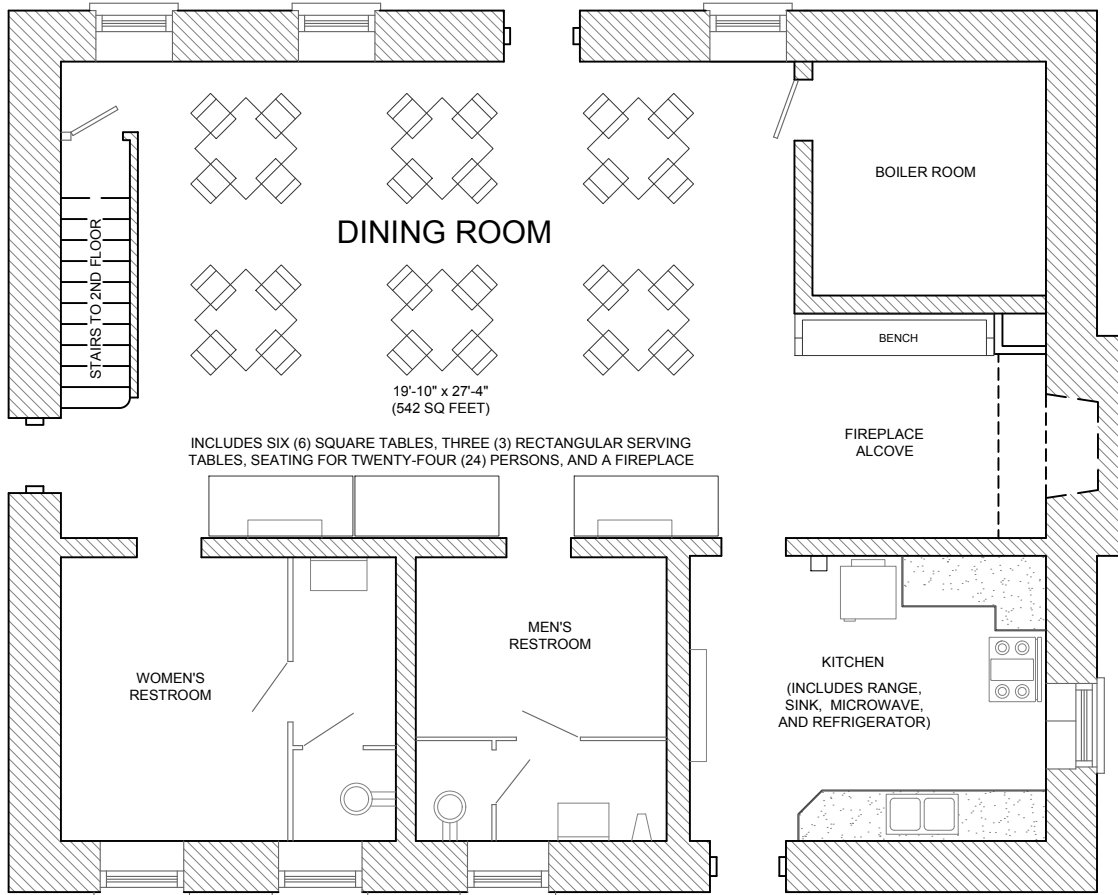 BOILER ROOM
DINING ROOM
STAIRS TO 2ND FLOOR
BENCH
19'-10" x 27'-4"
(542 SQ FEET)
FIREPLACE
ALCOVE
INCLUDES SIX (6) SQUARE TABLES, THREE (3) RECTANGULAR SERVING
TABLES, SEATING FOR TWENTY-FOUR (24) PERSONS, AND A FIREPLACE
MEN'S
RESTROOM
WOMEN'S
RESTROOM
KITCHEN
(INCLUDES RANGE,
SINK, MICROWAVE,
AND REFRIGERATOR)